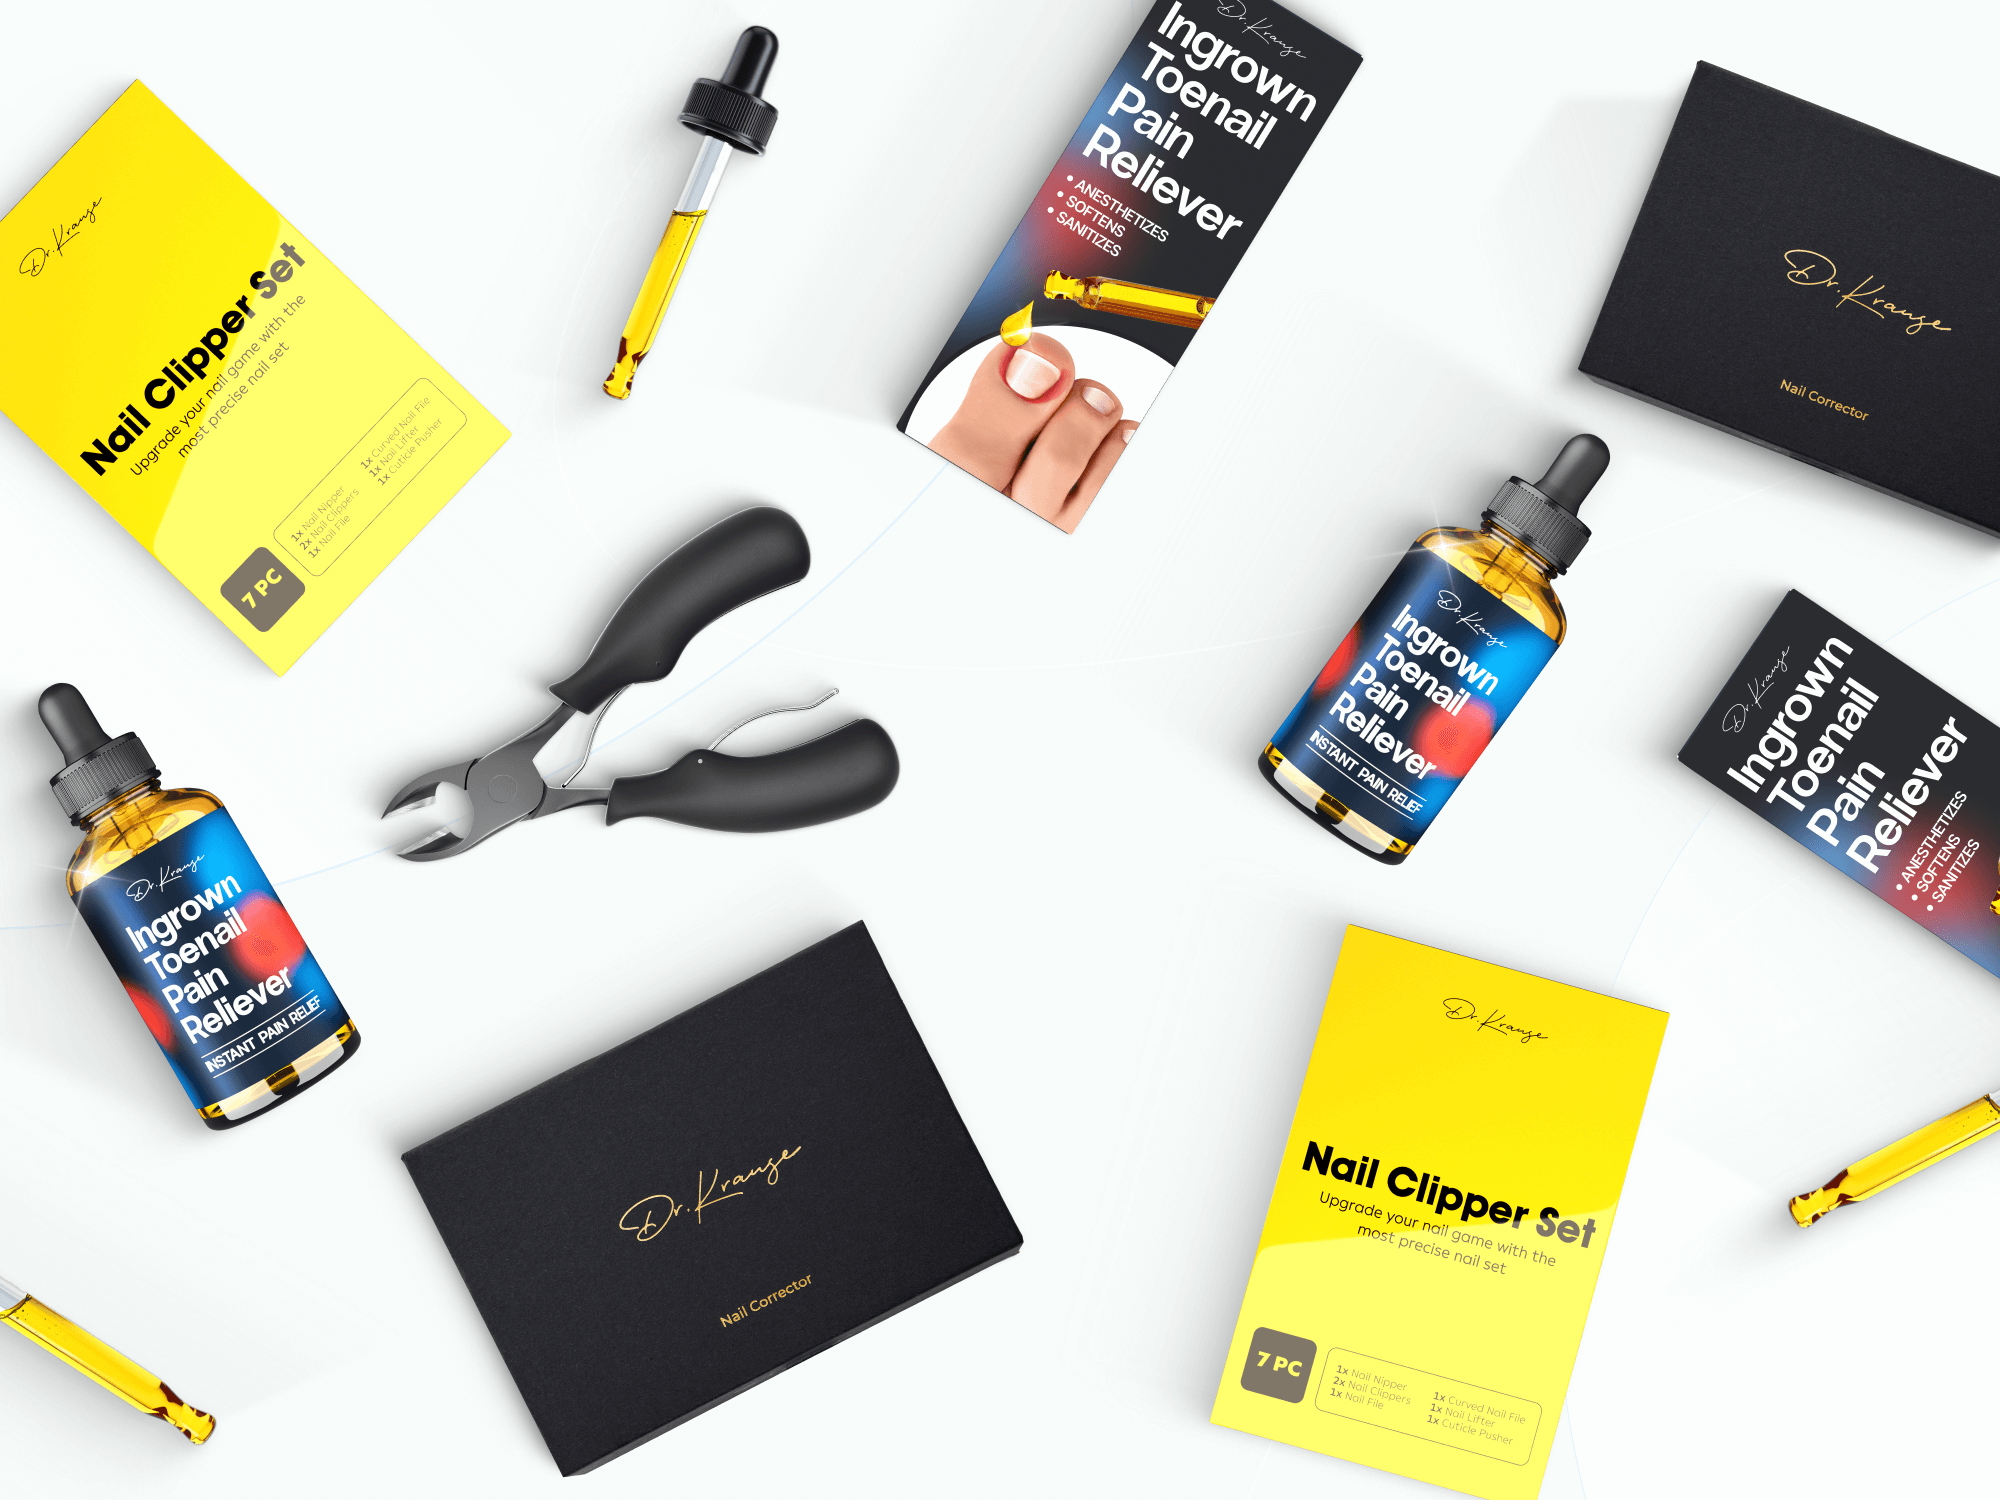 Dr. Krause
Nail Clipper Set
Upgrade your nail game with the
most precise nail set
1x Nail Nipper
2x Nail Clippers
1x Nail File
1x Curved Nail File
1x Nail Lifter
1x Cuticle Pusher
7 PC
Dr. Krause
Ingrown
Toenail
Pain
Reliever
• ANESTHETIZES
• SOFTENS
• SANITIZES
Dr. Krause
Nail Corrector
Dr. Krause
Ingrown
Toenail
Pain
Reliever
INSTANT PAIN RELIEF
Dr. Krause
Ingrown
Toenail
Pain
Reliever
• ANESTHETIZES
• SOFTENS
• SANITIZES
Dr. Krause
Ingrown
Toenail
Pain
Reliever
INSTANT PAIN RELIEF
Dr. Krause
Nail Corrector
Dr. Krause
Nail Clipper Set
Upgrade your nail game with the
most precise nail set
7 PC
1x Nail Nipper
2x Nail Clippers
1x Nail File
1x Curved Nail File
1x Nail Lifter
1x Cuticle Pusher